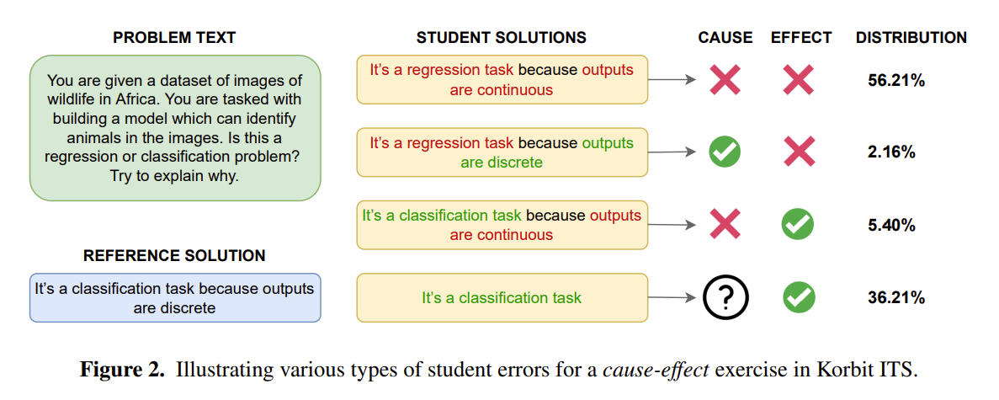 PROBLEM TEXT
You are given a dataset of images of
wildlife in Africa. You are tasked with
building a model which can identify
animals in the images. Is this a
regression or classification problem?
Try to explain why.
REFERENCE SOLUTION
It's a classification task because outputs
are discrete
STUDENT SOLUTIONS
CAUSE
EFFECT
DISTRIBUTION
It's a regression task because outputs
are continuous
56.21%
It's a regression task because outputs
are discrete
2.16%
It's a classification task because outputs
are continuous
5.40%
It's a classification task
?
36.21%
Figure 2. Illustrating various types of student errors for a cause-effect exercise in Korbit ITS.